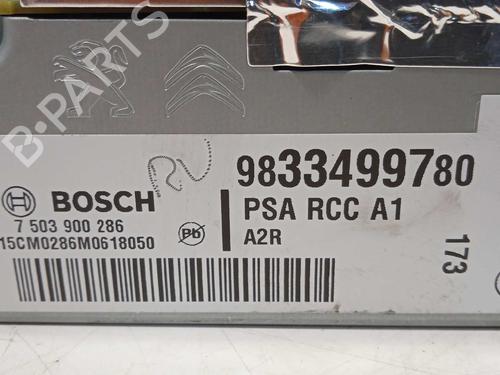 B-PARTS
BOSCH
7 503 900 286
15CM0286M0618050
Pb
9833499780
PSA RCC A1
A2R
173